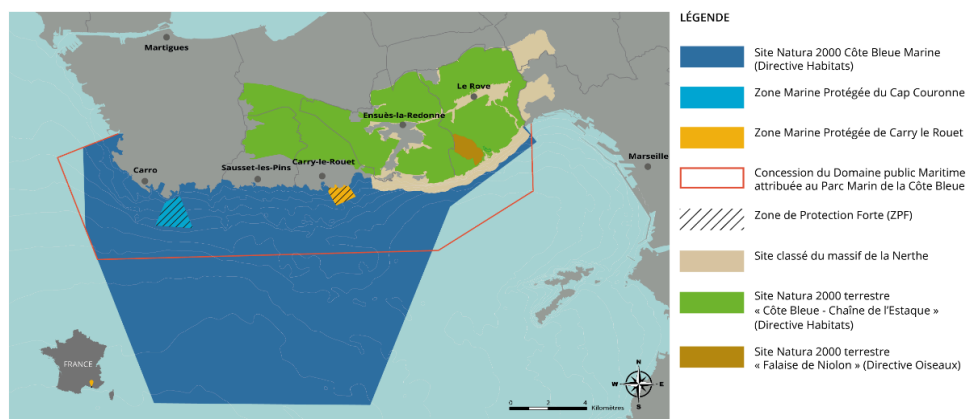 Martigues
Le Rove
Ensuès-la-Redonne
Carry-le-Rouet
Sausset-les-Pins
Carro
Marseille
FRANCE
N
W
E
S
0 2 4 Kilomètres
LÉGENDE
Site Natura 2000 Côte Bleue Marine
(Directive Habitats)
Zone Marine Protégée du Cap Couronne
Zone Marine Protégée de Carry le Rouet
Concession du Domaine public Maritime
attribuée au Parc Marin de la Côte Bleue
Zone de Protection Forte (ZPF)
Site classé du massif de la Nerthe
Site Natura 2000 terrestre
« Côte Bleue - Chaîne de l’Estaque »
(Directive Habitats)
Site Natura 2000 terrestre
« Falaise de Niolon » (Directive Oiseaux)